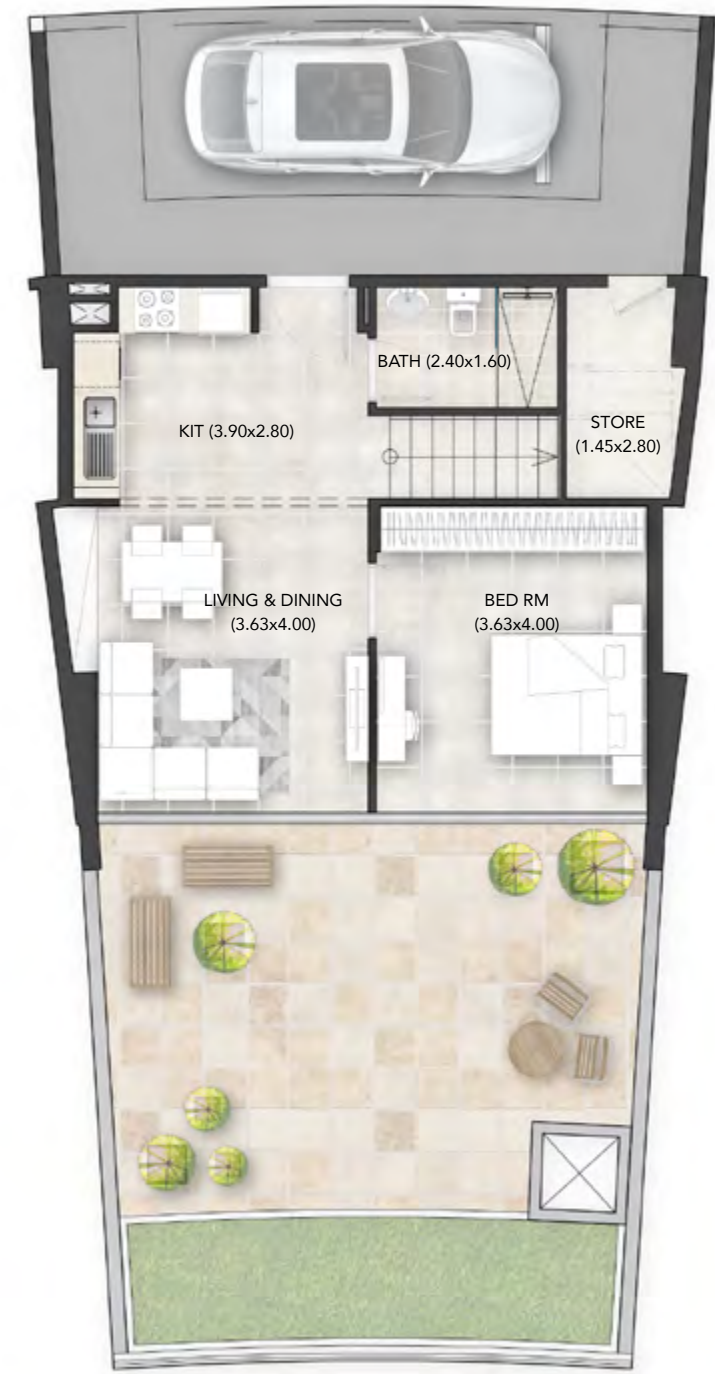 BATH (2.40x1.60)
KIT (3.90x2.80)
STORE
(1.45x2.80)
LIVING & DINING
(3.63x4.00)
BED RM
(3.63x4.00)